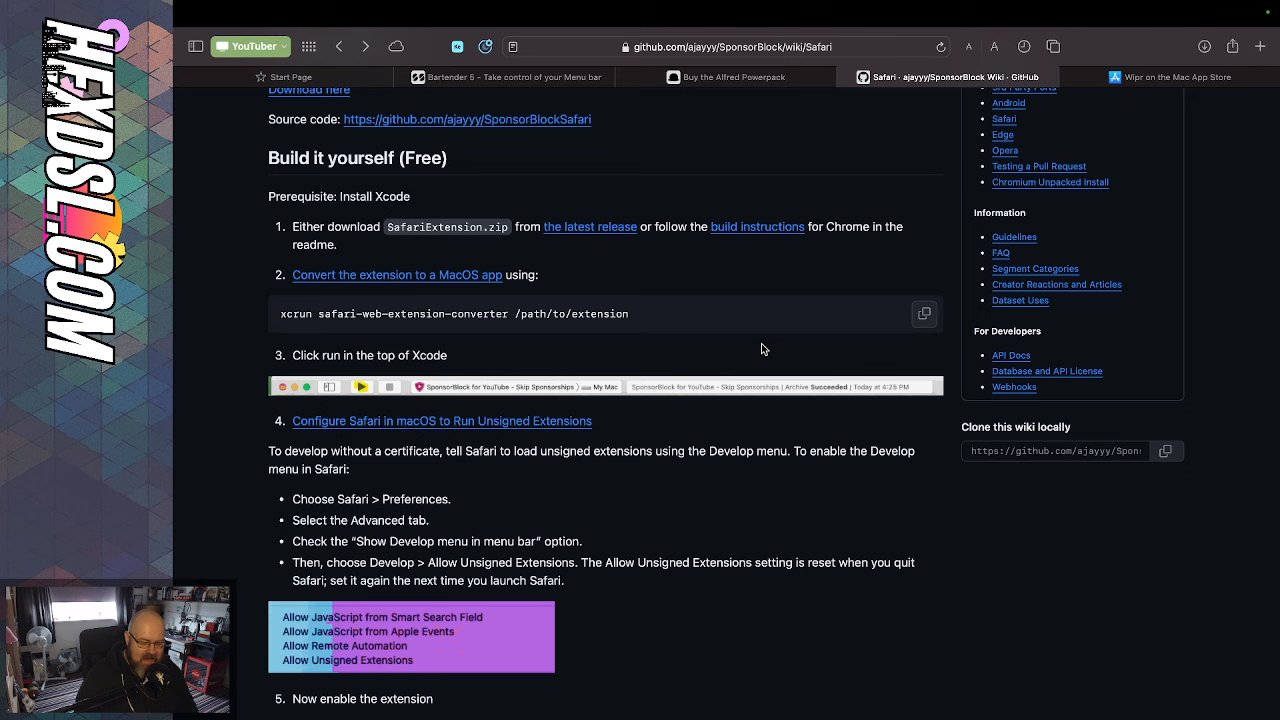 HEXDSL.COM
YouTuber
github.com/ajayyy/SponsorBlock/wiki/Safari
A
A
Start Page
Bartender 5 - Take control of your Menu bar
Buy the Alfred Powerpack
Safari - ajayyy/SponsorBlock Wiki - GitHub
Wipr on the Mac App Store
Download here
Source code: https://github.com/ajayyy/SponsorBlockSafari
Build it yourself (Free)
Prerequisite: Install Xcode
1. Either download SafariExtension.zip from the latest release or follow the build instructions for Chrome in the
readme.
2. Convert the extension to a MacOS app using:
xcrun safari-web-extension-converter /path/to/extension
3. Click run in the top of Xcode
SponsorBlock for YouTube - Skip Sponsorships ⟩ My Mac
SponsorBlock for YouTube - Skip Sponsorships | Archive Succeeded | Today at 4:25 PM
4. Configure Safari in macOS to Run Unsigned Extensions
To develop without a certificate, tell Safari to load unsigned extensions using the Develop menu. To enable the Develop
menu in Safari:
• Choose Safari > Preferences.
• Select the Advanced tab.
• Check the “Show Develop menu in menu bar” option.
• Then, choose Develop > Allow Unsigned Extensions. The Allow Unsigned Extensions setting is reset when you quit
Safari; set it again the next time you launch Safari.
Allow JavaScript from Smart Search Field
Allow JavaScript from Apple Events
Allow Remote Automation
Allow Unsigned Extensions
5. Now enable the extension
• 3rd Party Ports
• Android
• Safari
• Edge
• Opera
• Testing a Pull Request
• Chromium Unpacked Install
Information
• Guidelines
• FAQ
• Segment Categories
• Creator Reactions and Articles
• Dataset Uses
For Developers
• API Docs
• Database and API License
• Webhooks
Clone this wiki locally
https://github.com/ajayyy/Spon: